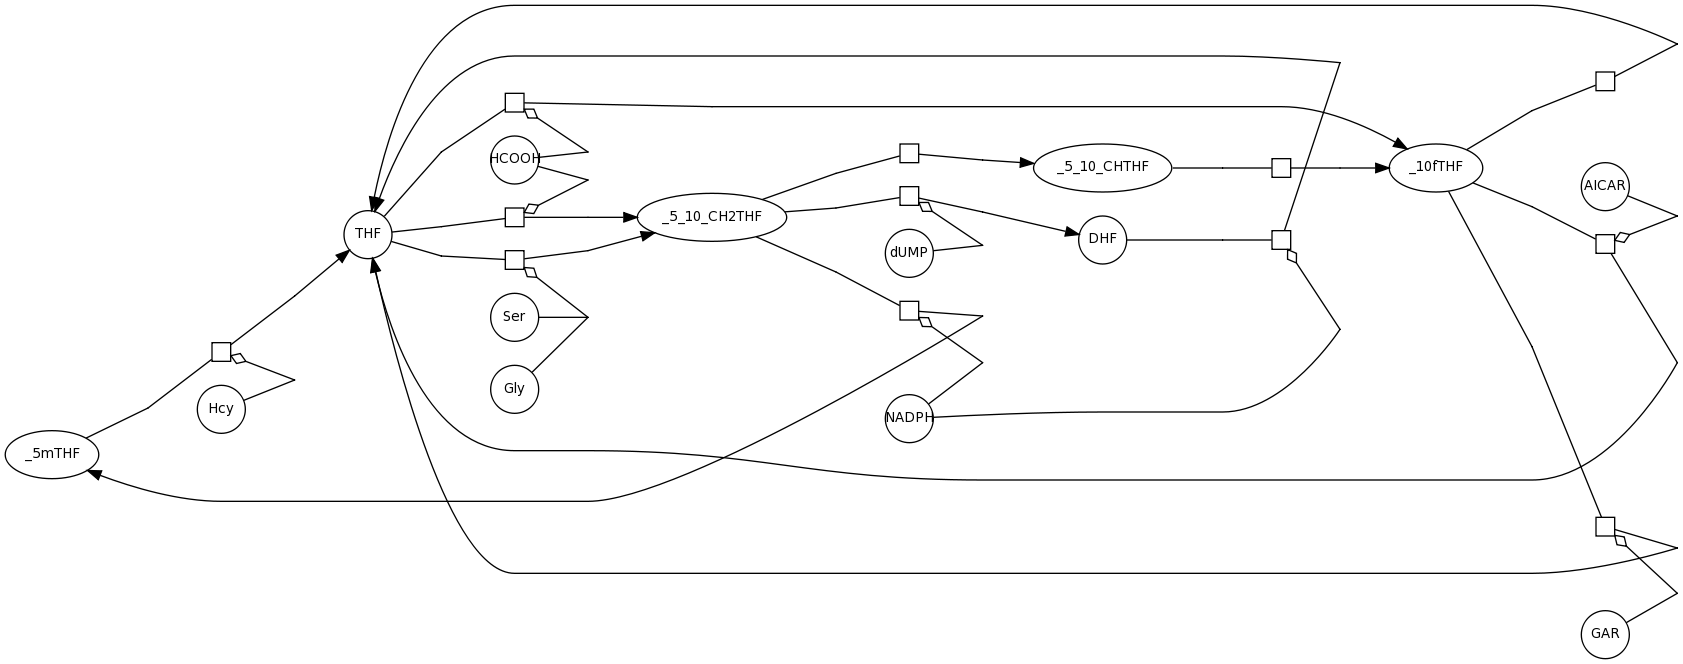 HCOOH
_5_10_CHTHF
_10fTHF
AICAR
_5_10_CH2THF
THF
DHF
dUMP
Ser
Gly
Hcy
NADPH
_5mTHF
GAR